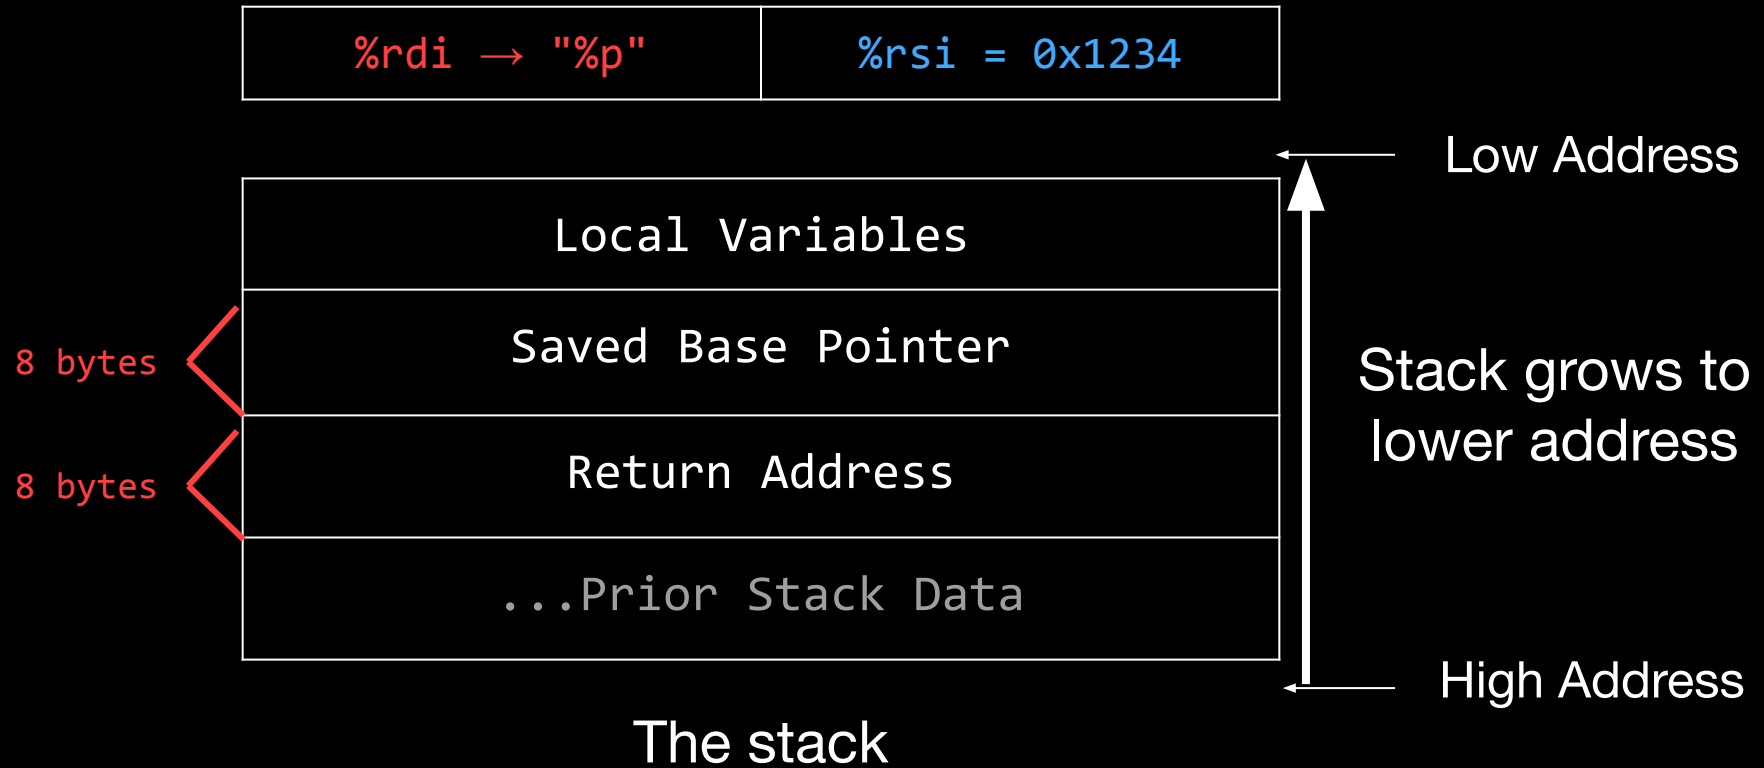 %rdi → "%p"
%rsi = 0x1234
Low Address
Local Variables
8 bytes
Saved Base Pointer
Stack grows to
lower address
8 bytes
Return Address
...Prior Stack Data
High Address
The stack